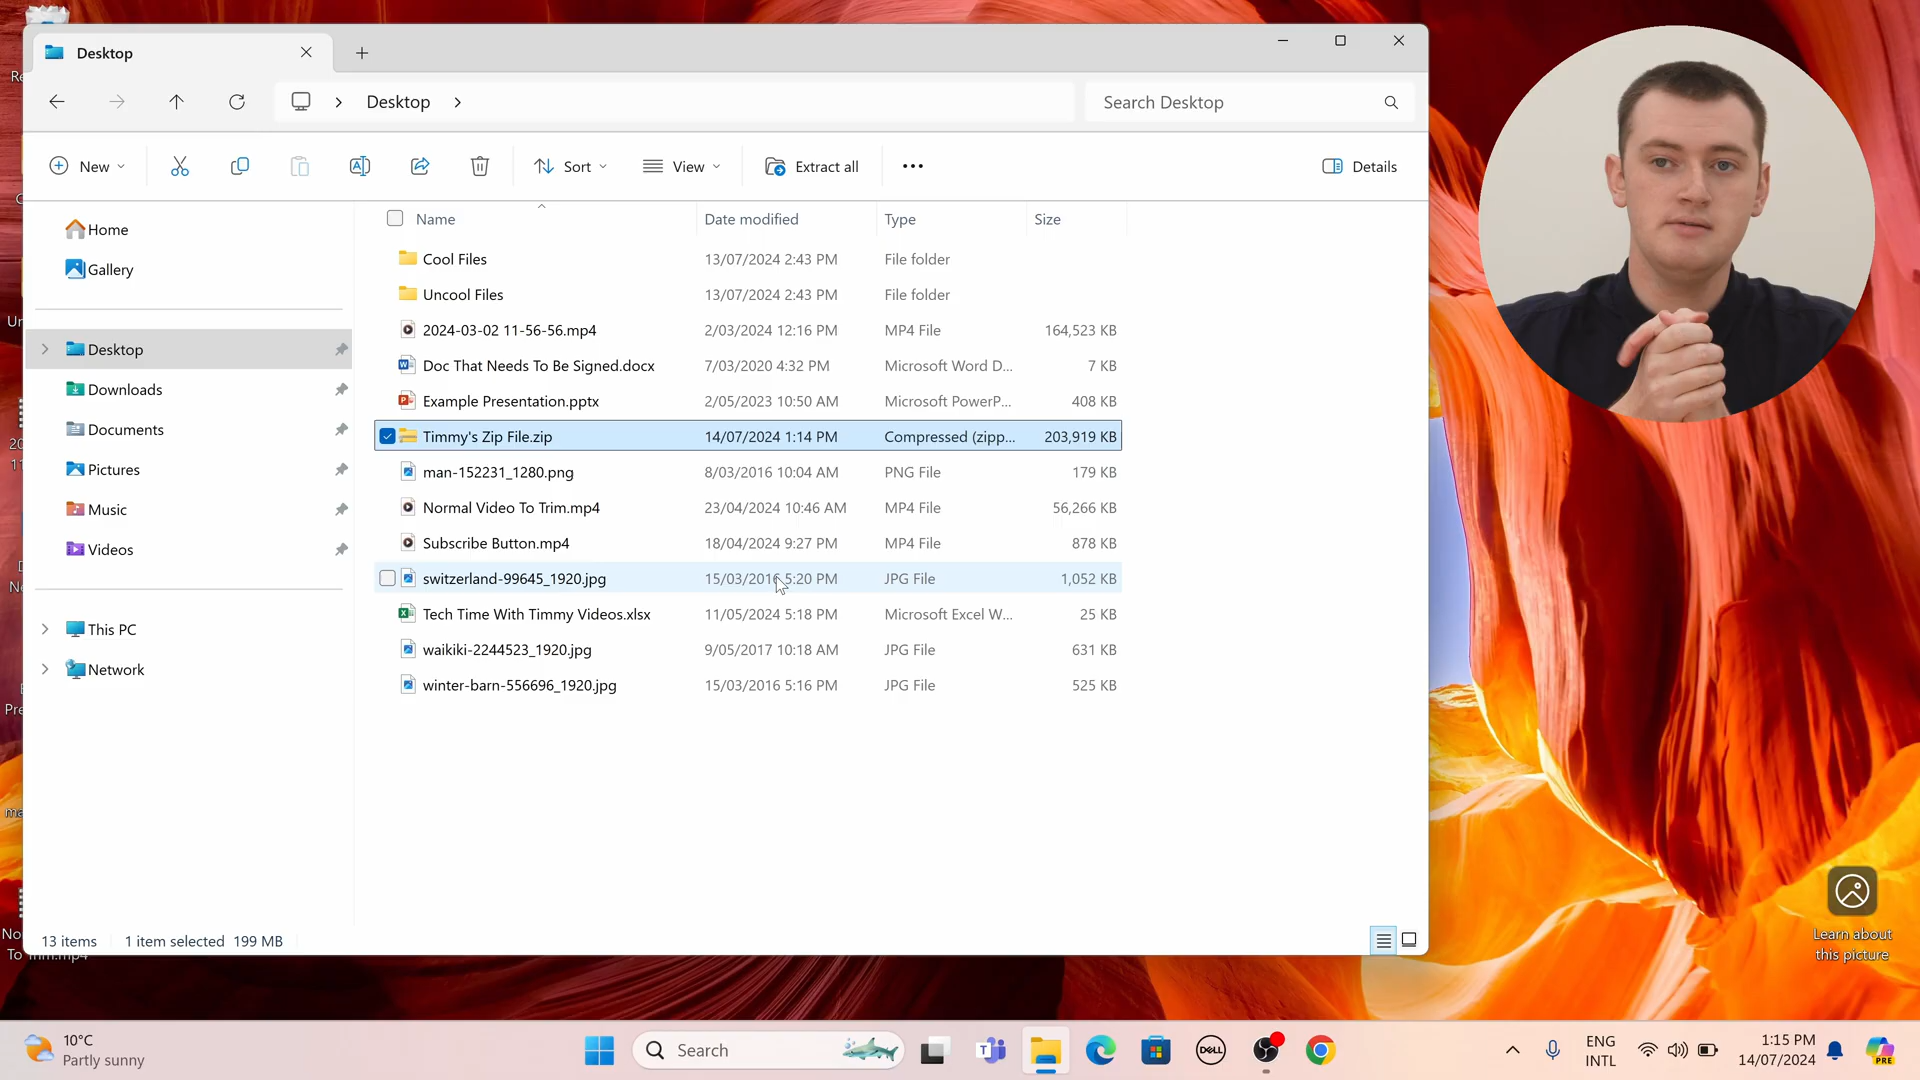 Desktop
Desktop
Search Desktop
New
Sort
View
Extract all
Details
Home
Gallery
Desktop
Downloads
Documents
Pictures
Music
Videos
This PC
Network
Name Date modified Type Size
Cool Files 13/07/2024 2:43 PM File folder
Uncool Files 13/07/2024 2:43 PM File folder
2024-03-02 11-56-56.mp4 2/03/2024 12:16 PM MP4 File 164,523 KB
Doc That Needs To Be Signed.docx 7/03/2020 4:32 PM Microsoft Word D... 7 KB
Example Presentation.pptx 2/05/2023 10:50 AM Microsoft PowerP... 408 KB
Timmy's Zip File.zip 14/07/2024 1:14 PM Compressed (zipp... 203,919 KB
man-152231_1280.png 8/03/2016 10:04 AM PNG File 179 KB
Normal Video To Trim.mp4 23/04/2024 10:46 AM MP4 File 56,266 KB
Subscribe Button.mp4 18/04/2024 9:27 PM MP4 File 878 KB
switzerland-99645_1920.jpg 15/03/2016 5:20 PM JPG File 1,052 KB
Tech Time With Timmy Videos.xlsx 11/05/2024 5:18 PM Microsoft Excel W... 25 KB
waikiki-2244523_1920.jpg 9/05/2017 10:18 AM JPG File 631 KB
winter-barn-556696_1920.jpg 15/03/2016 5:16 PM JPG File 525 KB
13 items 1 item selected 199 MB
Learn about
this picture
10°C
Partly sunny
Search
DELL
ENG
INTL
1:15 PM
14/07/2024
PRE